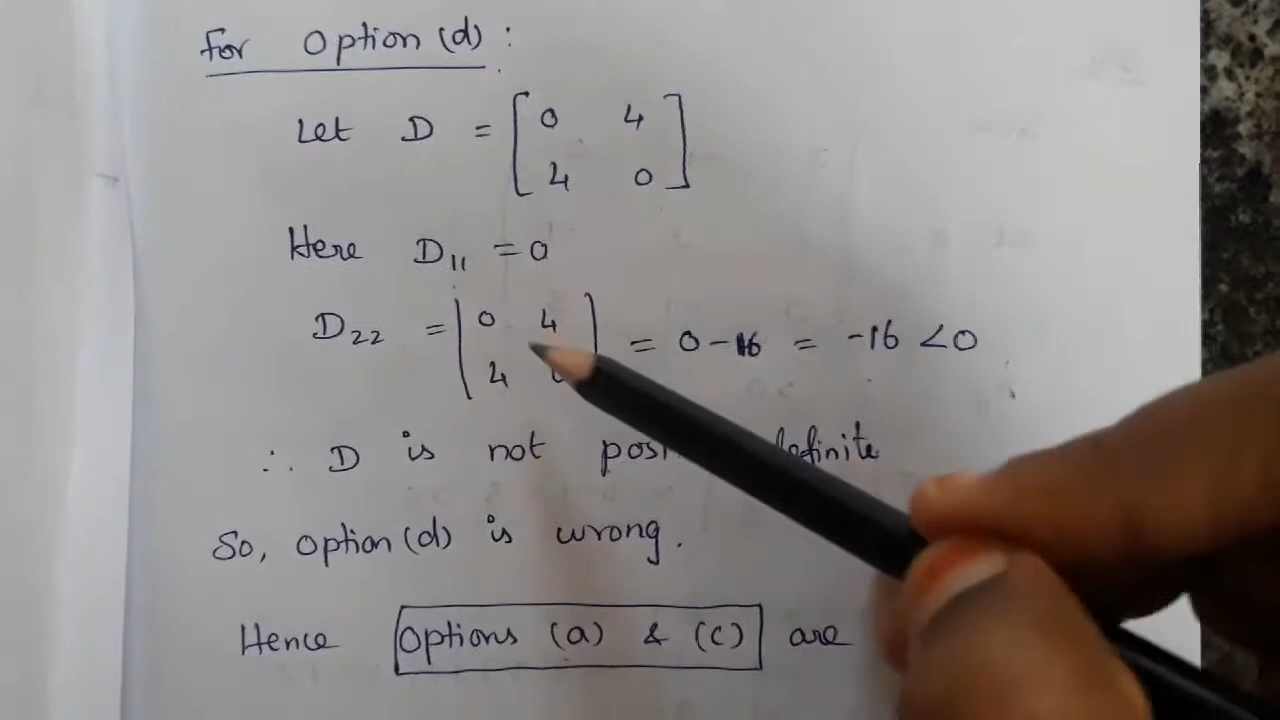 For Option (d) :
Let D = [ 0 4
4 0 ]
Here D₁₁ = 0
D₂₂ = | 0 4 | = 0 - 16 = -16 < 0
4
∴ D is not definite
So, option (d) is wrong.
Hence Options (a) & (c) are